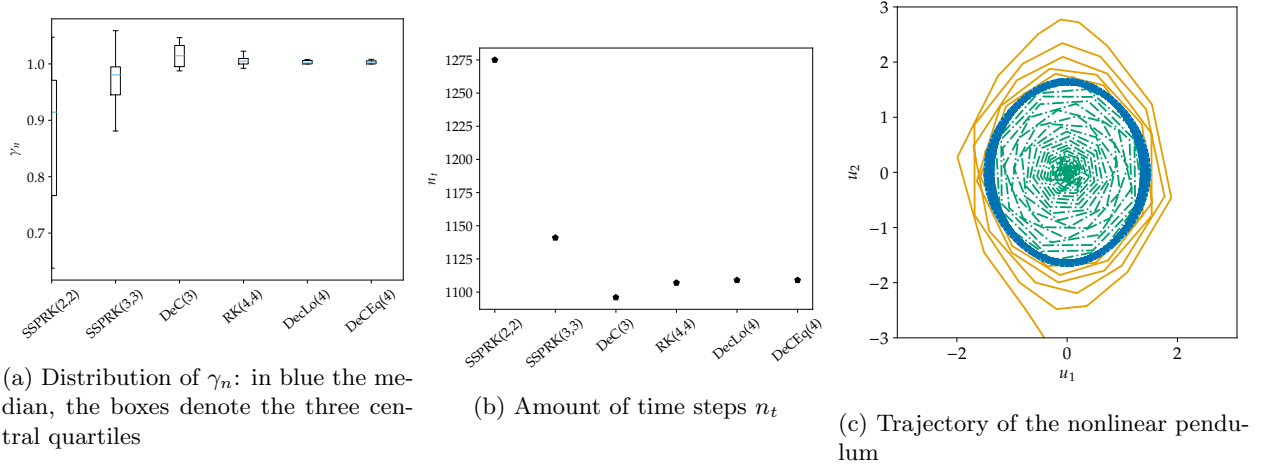 1.0
0.9
0.8
0.7
γn
SSPRK(2,2)
SSPRK(3,3)
DeC(3)
RK(4,4)
DecLo(4)
DeCEq(4)
(a) Distribution of γn: in blue the me-
dian, the boxes denote the three cen-
tral quartiles
1275
1250
1225
1200
1175
1150
1125
1100
nt
SSPRK(2,2)
SSPRK(3,3)
DeC(3)
RK(4,4)
DecLo(4)
DeCEq(4)
(b) Amount of time steps nt
3
2
1
0
−1
−2
−3
u2
−2
0
2
u1
(c) Trajectory of the nonlinear pendu-
lum